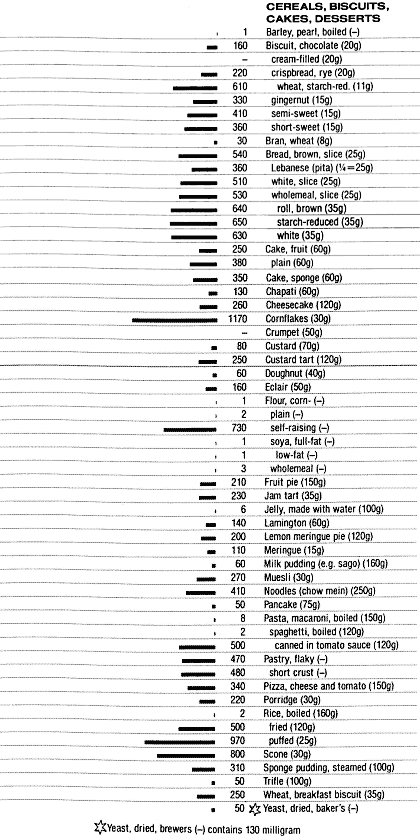 CEREALS, BISCUITS,
CAKES, DESSERTS
1 Barley, pearl, boiled (–)
160 Biscuit, chocolate (20g)
– cream-filled (20g)
220 crispbread, rye (20g)
610 wheat, starch-red. (11g)
330 gingernut (15g)
410 semi-sweet (15g)
360 short-sweet (15g)
30 Bran, wheat (8g)
540 Bread, brown, slice (25g)
360 Lebanese (pita) (¼=25g)
510 white, slice (25g)
530 wholemeal, slice (25g)
640 roll, brown (35g)
650 starch-reduced (35g)
630 white (35g)
250 Cake, fruit (60g)
380 plain (60g)
350 Cake, sponge (60g)
130 Chapati (60g)
260 Cheesecake (120g)
1170 Cornflakes (30g)
– Crumpet (50g)
80 Custard (70g)
250 Custard tart (120g)
60 Doughnut (40g)
160 Eclair (50g)
1 Flour, corn- (–)
2 plain (–)
730 self-raising (–)
1 soya, full-fat (–)
1 low-fat (–)
3 wholemeal (–)
210 Fruit pie (150g)
230 Jam tart (35g)
6 Jelly, made with water (100g)
140 Lamington (60g)
200 Lemon meringue pie (120g)
110 Meringue (15g)
60 Milk pudding (e.g. sago) (160g)
270 Muesli (30g)
410 Noodles (chow mein) (250g)
50 Pancake (75g)
8 Pasta, macaroni, boiled (150g)
2 spaghetti, boiled (120g)
500 canned in tomato sauce (120g)
470 Pastry, flaky (–)
480 short crust (–)
340 Pizza, cheese and tomato (150g)
220 Porridge (30g)
2 Rice, boiled (160g)
500 fried (120g)
970 puffed (25g)
800 Scone (30g)
310 Sponge pudding, steamed (100g)
50 Trifle (100g)
250 Wheat, breakfast biscuit (35g)
50 Yeast, dried, baker's (–)
Yeast, dried, brewers (–) contains 130 milligram